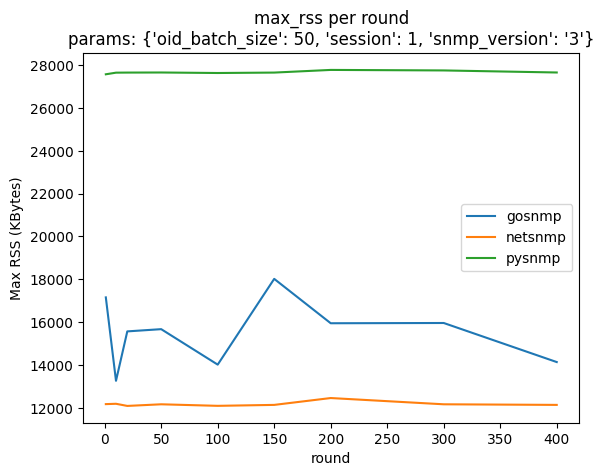 max_rss per round
params: {'oid_batch_size': 50, 'session': 1, 'snmp_version': '3'}
28000
26000
24000
22000
20000
18000
16000
14000
12000
Max RSS (KBytes)
gosnmp
netsnmp
pysnmp
0 50 100 150 200 250 300 350 400
round